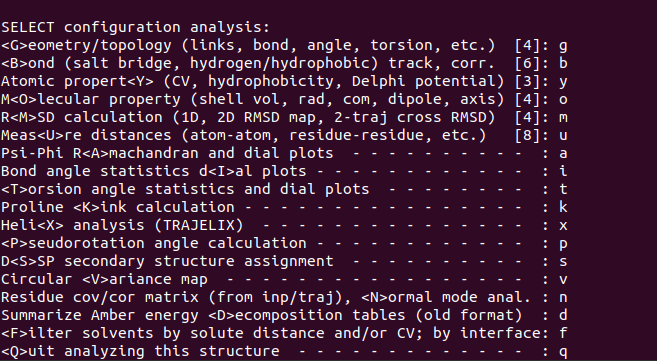 SELECT configuration analysis:
<G>eometry/topology (links, bond, angle, torsion, etc.)  [4]: g
<B>ond (salt bridge, hydrogen/hydrophobic) track, corr.  [6]: b
Atomic propert<Y> (CV, hydrophobicity, Delphi potential) [3]: y
M<O>lecular property (shell vol, rad, com, dipole, axis) [4]: o
R<M>SD calculation (1D, 2D RMSD map, 2-traj cross RMSD)  [4]: m
Meas<U>re distances (atom-atom, residue-residue, etc.)   [8]: u
Psi-Phi R<A>machandran and dial plots  - - - - - - - - - - - : a
Bond angle statistics d<I>al plots - - - - - - - - - - - - - : i
<T>orsion angle statistics and dial plots  - - - - - - - - - : t
Proline <K>ink calculation - - - - - - - - - - - - - - - - - : k
Heli<X> analysis (TRAJELIX)  - - - - - - - - - - - - - - - - : x
<P>seudorotation angle calculation - - - - - - - - - - - - - : p
D<S>SP secondary structure assignment  - - - - - - - - - - - : s
Circular <V>ariance map  - - - - - - - - - - - - - - - - - - : v
Residue cov/cor matrix (from inp/traj), <N>ormal mode anal. : n
Summarize Amber energy <D>ecomposition tables (old format)  : d
<F>ilter solvents by solute distance and/or CV; by interface: f
<Q>uit analyzing this structure  - - - - - - - - - - - - - - : q